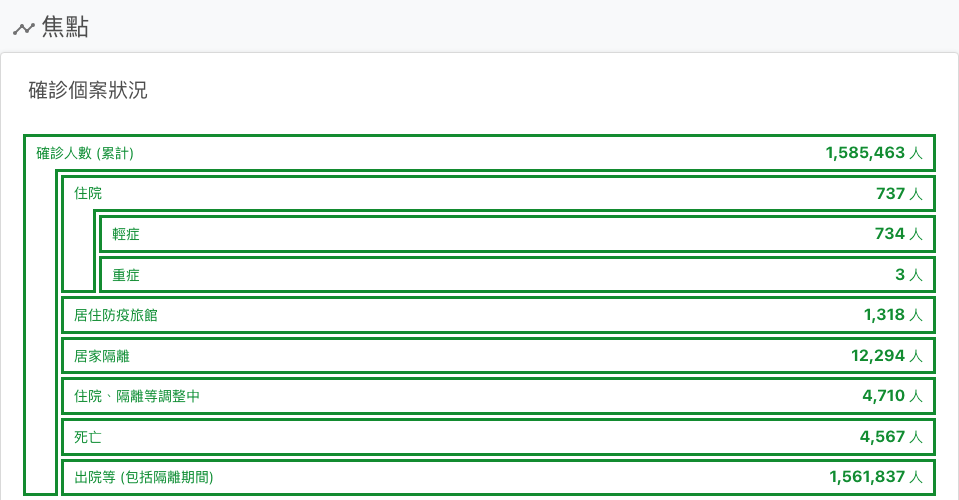 焦點
確診個案狀況
確診人數 (累計) 1,585,463 人
住院 737 人
輕症 734 人
重症 3 人
居住防疫旅館 1,318 人
居家隔離 12,294 人
住院、隔離等調整中 4,710 人
死亡 4,567 人
出院等 (包括隔離期間) 1,561,837 人